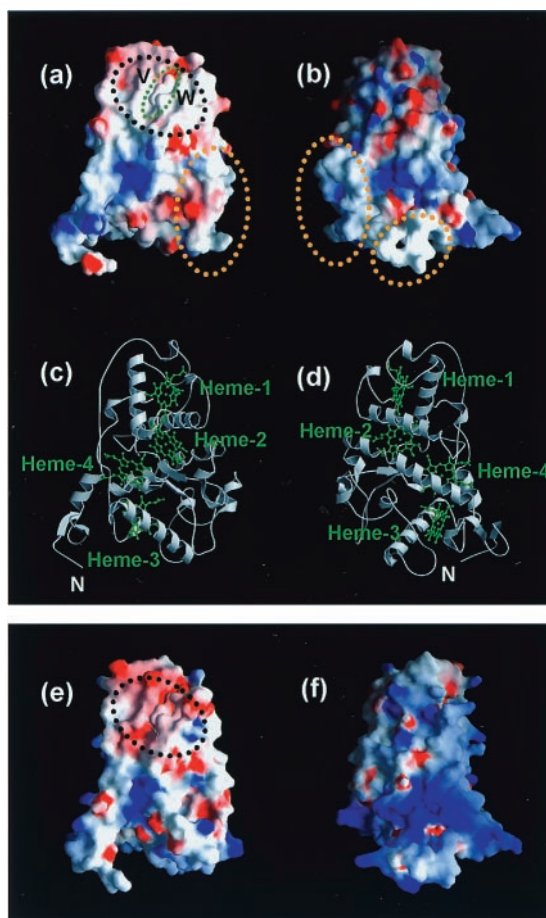 (a)
(b)
V
W
(c)
(d)
Heme-1
Heme-1
Heme-2
Heme-2
Heme-4
Heme-4
Heme-3
Heme-3
N
N
(e)
(f)